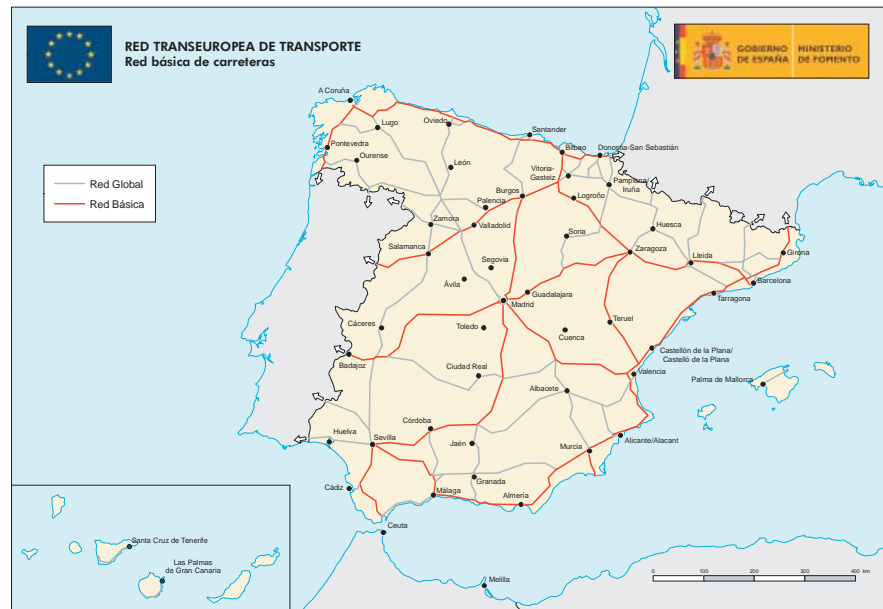 RED TRANSEUROPEA DE TRANSPORTE
Red básica de carreteras
GOBIERNO
DE ESPAÑA
MINISTERIO
DE FOMENTO
Red Global
Red Básica
A Coruña
Lugo
Oviedo
Santander
Bilbao
Donostia-San Sebastián
Pontevedra
Ourense
León
Vitoria-
Gasteiz
Pamplona/
Iruña
Burgos
Logroño
Palencia
Huesca
Zamora
Valladolid
Soria
Girona
Salamanca
Zaragoza
Lleida
Segovia
Barcelona
Ávila
Guadalajara
Tarragona
Madrid
Cáceres
Toledo
Teruel
Cuenca
Castellón de la Plana/
Castelló de la Plana
Badajoz
Ciudad Real
Valencia
Palma de Mallorca
Albacete
Córdoba
Huelva
Sevilla
Jaén
Murcia
Alicante/Alacant
Granada
Cádiz
Málaga
Almería
Ceuta
Santa Cruz de Tenerife
Las Palmas
de Gran Canaria
Melilla
0 100 200 300 400 km